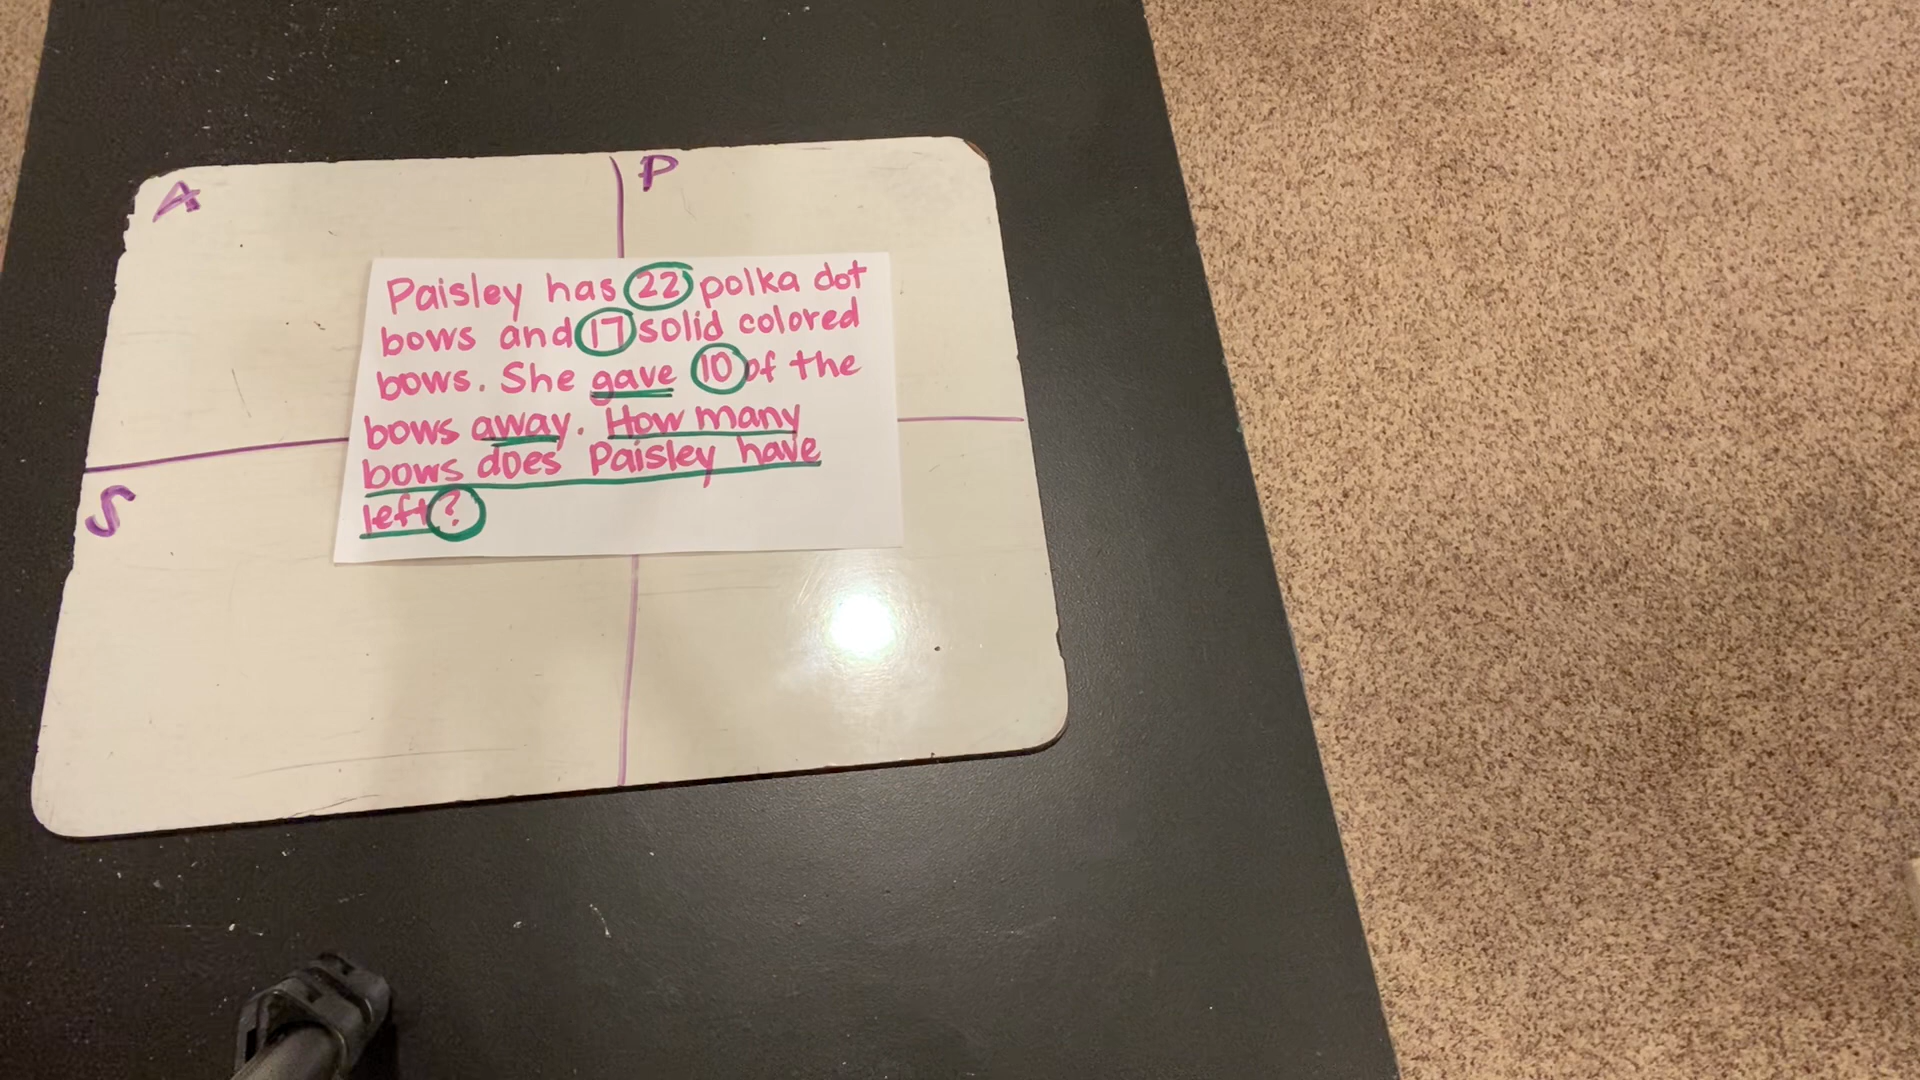 A
P
Paisley has 22 polka dot
bows and 17 solid colored
bows. She gave 10 of the
bows away. How many
bows does Paisley have
left?
S